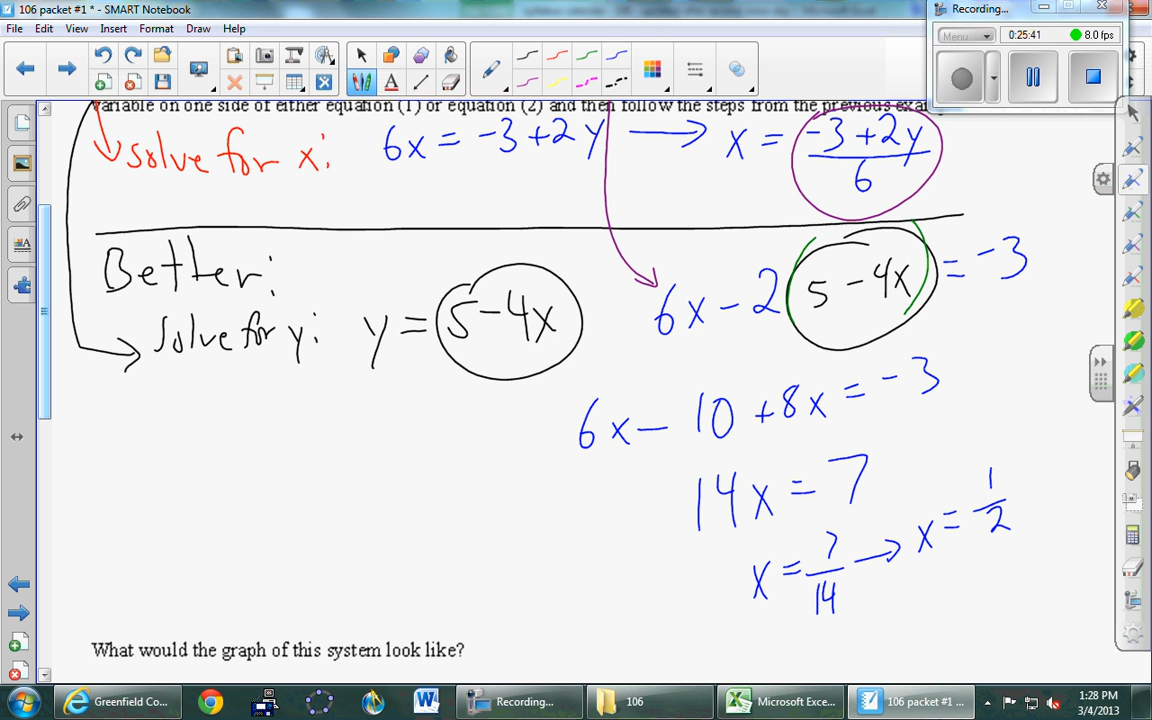 106 packet #1 * - SMART Notebook
Recording...
File Edit View Insert Format Draw Help
Menu
0:25:41
8.0 fps
variable on one side of either equation (1) or equation (2) and then follow the steps from the previous
solve for x:
6x = -3+2y → x = -3+2y / 6
Better:
Solve for y: y = 5-4x
6x - 2(5-4x) = -3
6x - 10 + 8x = -3
14x = 7
x = 7/14 → x = 1/2
What would the graph of this system look like?
Greenfield Co...
Recording...
106
Microsoft Exce...
106 packet #1 ...
1:28 PM
3/4/2013